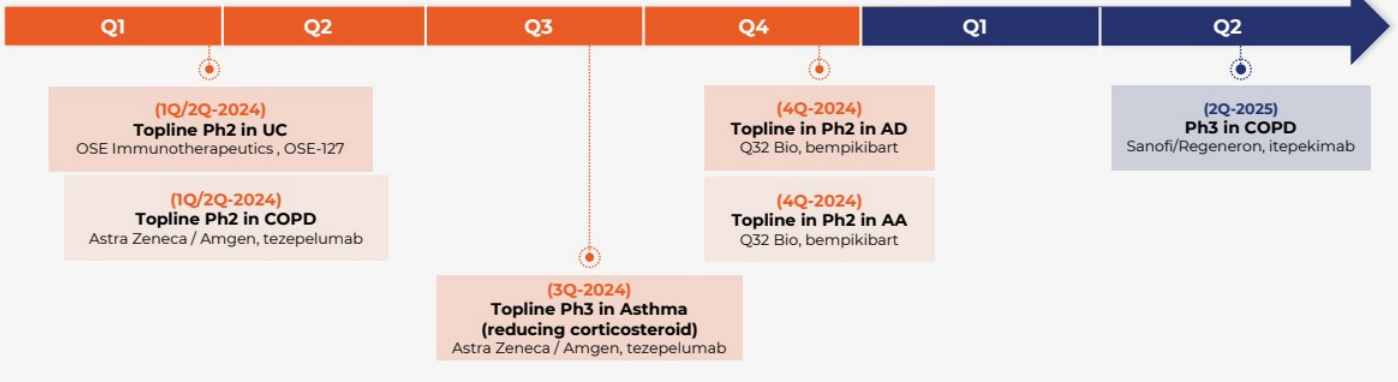 Q1
Q2
Q3
Q4
Q1
Q2
(1Q/2Q-2024)
Topline Ph2 in UC
OSE Immunotherapeutics , OSE-127
(1Q/2Q-2024)
Topline Ph2 in COPD
Astra Zeneca / Amgen, tezepelumab
(3Q-2024)
Topline Ph3 in Asthma
(reducing corticosteroid)
Astra Zeneca / Amgen, tezepelumab
(4Q-2024)
Topline in Ph2 in AD
Q32 Bio, bempikibart
(4Q-2024)
Topline in Ph2 in AA
Q32 Bio, bempikibart
(2Q-2025)
Ph3 in COPD
Sanofi/Regeneron, itepekimab